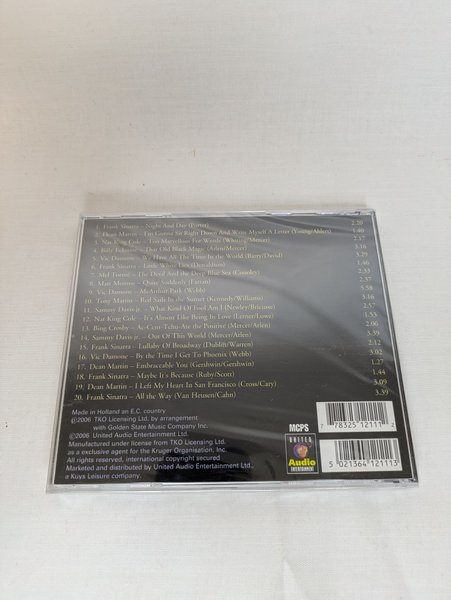 1. Frank Sinatra – Night And Day (Porter) 2.20
2. Dean Martin – I'm Gonna Sit Right Down And Write Myself A Letter (Young/Ahlert) 1.40
3. Nat King Cole – Too Marvellous For Words (Whiting/Mercer) 2.17
4. Billy Eckstine – That Old Black Magic (Arlen/Mercer) 3.16
5. Vic Damone – We Have All The Time In the World (Barry/David) 3.29
6. Frank Sinatra – Little White Lies (Donaldson) 2.33
7. Mel Torme – The Devil And the Deep Blue Sea (Goosley) 2.37
8. Matt Monroe – Quite Suddenly (Farran)
9. Vic Damone – McArthur Park (Webb) 5.58
10. Tony Martin – Red Sails In the Sunset (Kennedy/Williams) 3.16
11. Sammy Davis jr. – What Kind Of Fool Am I (Newley/Bricusse) 2.57
12. Nat King Cole – It's Almost Like Being In Love (Lerner/Lowe) 1.53
13. Bing Crosby – Ac-Cent-Tchu-Ate the Positive (Mercer/Arlen) 2.00
14. Sammy Davis jr. – Out Of This World (Mercer/Arlen) 3.39
15. Frank Sinatra – Lullaby Of Broadway (Dublin/Warren) 2.52
16. Vic Damone – By the Time I Get To Phoenix (Webb) 3.02
17. Dean Martin – Embraceable You (Gershwin/Gershwin) 1.27
18. Frank Sinatra – Maybe It's Because (Ruby/Scott) 1.44
19. Dean Martin – I Left My Heart In San Francisco (Cross/Cary) 3.09
20. Frank Sinatra – All the Way (Van Heusen/Cahn) 3.39
Made in Holland an E.C. country.
©2006 TKO Licensing Ltd. by arrangement
with Golden State Music Company Inc.
℗2006 United Audio Entertainment Ltd.
Manufactured under license from TKO Licensing Ltd.
as a exclusive agent for the Kruger Organisation, Inc.
All rights reserved, international copyright secured
Marketed and distributed by United Audio Entertainment Ltd.,
a Kuys Leisure company.
MCPS
UNITED
Audio
ENTERTAINMENT
7 78325 12111 2
5 021364 121113